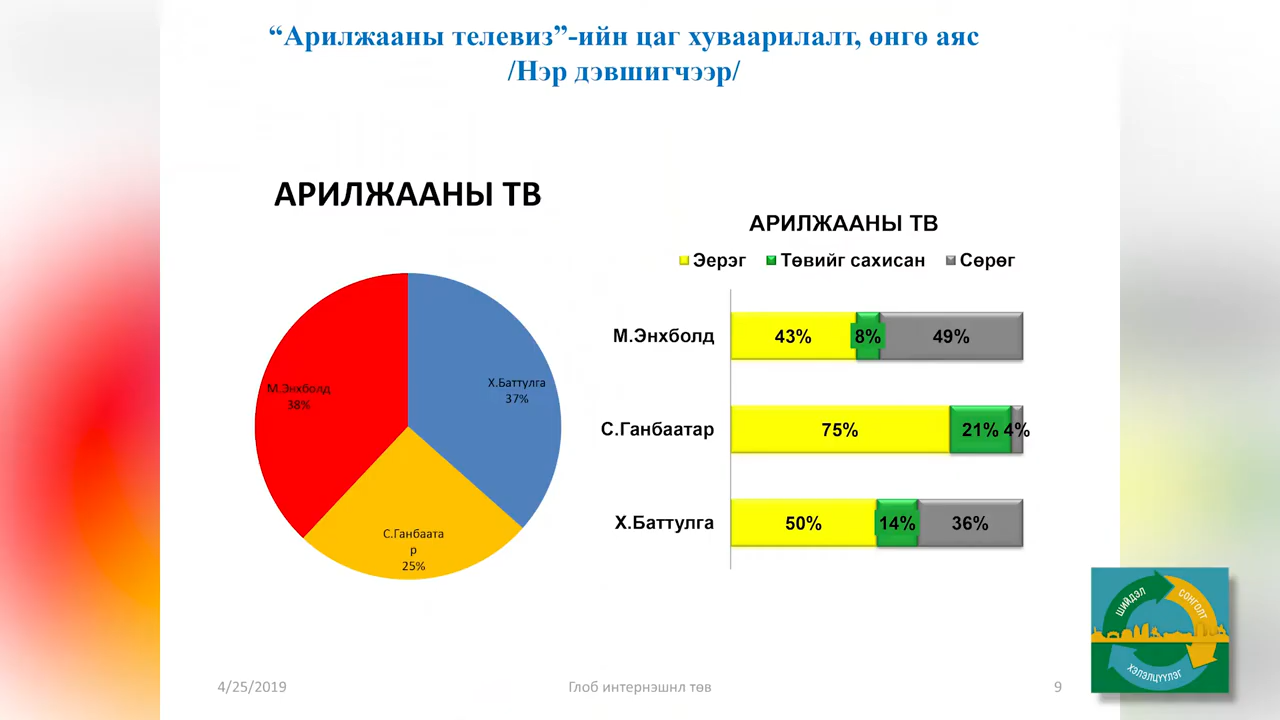 “Арилжааны телевиз”-ийн цаг хуваарилалт, өнгө аяс
/Нэр дэвшигчээр/
АРИЛЖААНЫ ТВ
М.Энхболд
38%
Х.Баттулга
37%
С.Ганбаата
р
25%
АРИЛЖААНЫ ТВ
Эерэг Төвийг сахисан Сөрөг
М.Энхболд 43% 8% 49%
С.Ганбаатар 75% 21% 4%
Х.Баттулга 50% 14% 36%
ШИЙДЭЛ
СОНГОЛТ
ХЭЛЭЛЦҮҮЛЭГ
4/25/2019 Глоб интернэшнл төв 9